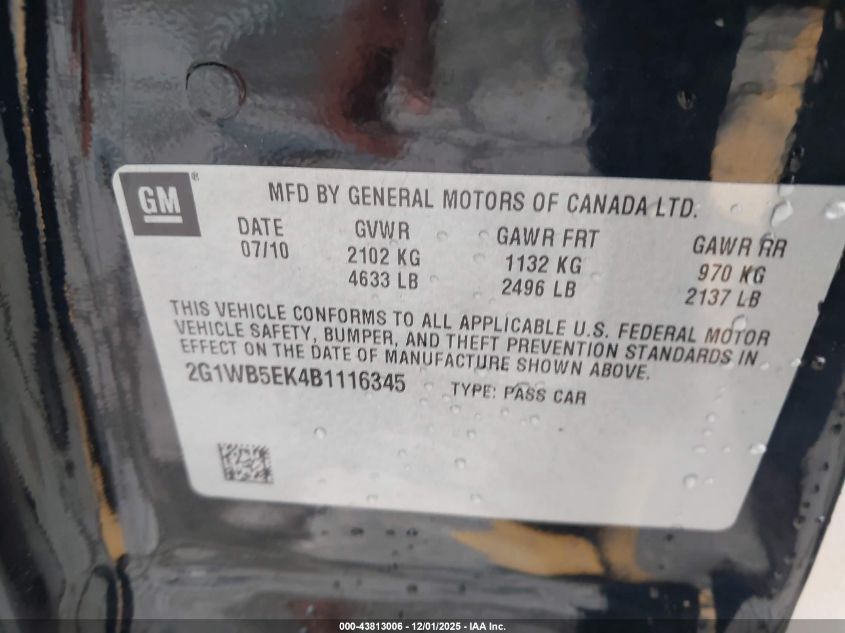 GM®
MFD BY GENERAL MOTORS OF CANADA LTD.
DATE GVWR GAWR FRT GAWR RR
07/10 2102 KG 1132 KG 970 KG
4633 LB 2496 LB 2137 LB
THIS VEHICLE CONFORMS TO ALL APPLICABLE U.S. FEDERAL MOTOR
VEHICLE SAFETY, BUMPER, AND THEFT PREVENTION STANDARDS IN
EFFECT ON THE DATE OF MANUFACTURE SHOWN ABOVE.
2G1WB5EK4B1116345 TYPE: PASS CAR
000-43813006 - 12/01/2025 - IAA Inc.